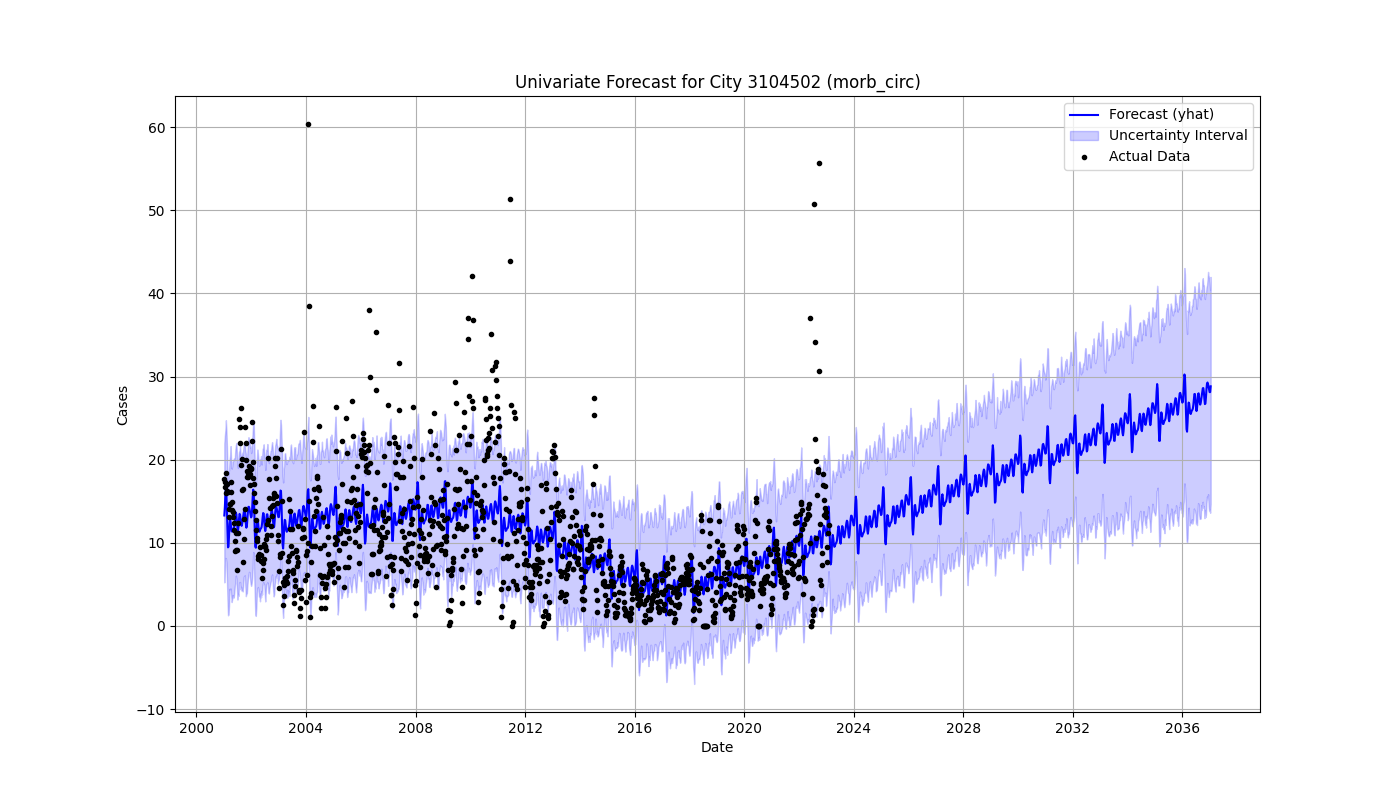 Univariate Forecast for City 3104502 (morb_circ)
Forecast (yhat)
Uncertainty Interval
Actual Data
Cases
60
50
40
30
20
10
0
−10
2000 2004 2008 2012 2016 2020 2024 2028 2032 2036
Date